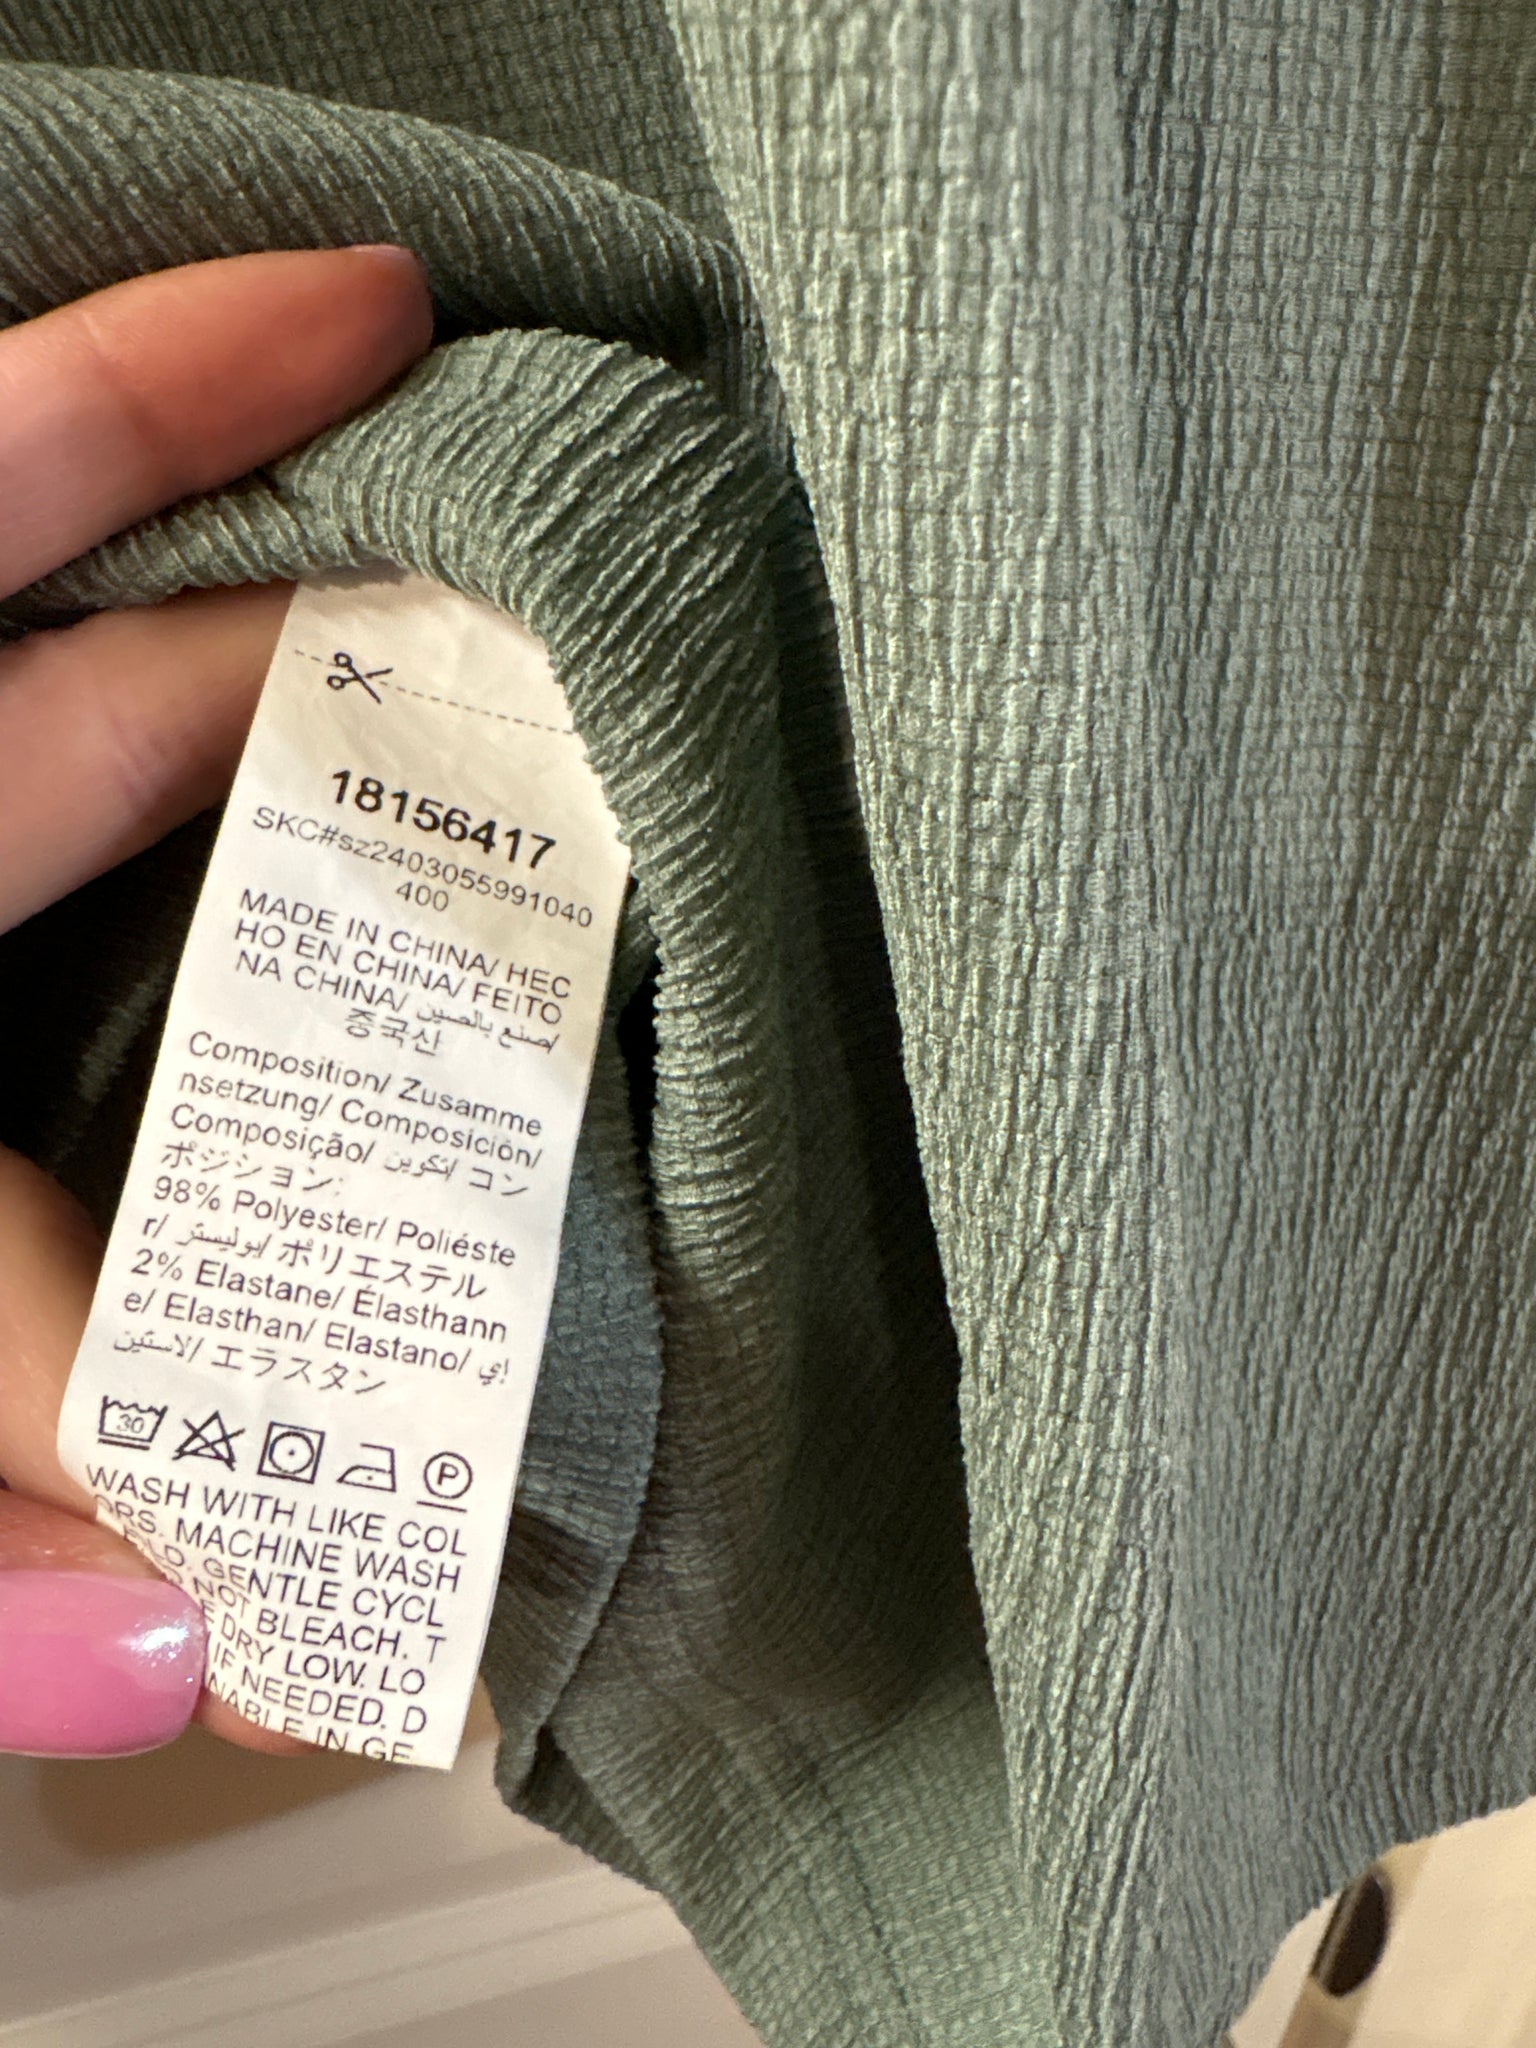 18156417
SKC#sz2403055991040
400
MADE IN CHINA/ HEC
HO EN CHINA/ FEITO
NA CHINA/ صنع بالصين/
중국산
Composition/ Zusamme
nsetzung/ Composición/
Composição/ تكوين/ コン
ポジション:
98% Polyester/ Poliéste
r/ بوليستر/ ポリエステル
2% Elastane/ Élasthann
e/ Elasthan/ Elastano/ إي
لاستين/ エラスタン
30
P
WASH WITH LIKE COL
ORS. MACHINE WASH
GENTLE CYCL
NOT BLEACH. T
DRY LOW. LO
IF NEEDED. D
IN GE